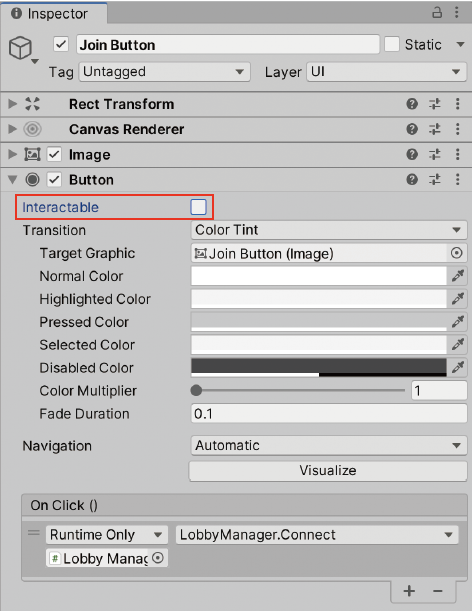 Inspector
Join Button Static
Tag Untagged Layer UI
Rect Transform
Canvas Renderer
Image
Button
Interactable
Transition Color Tint
Target Graphic Join Button (Image)
Normal Color
Highlighted Color
Pressed Color
Selected Color
Disabled Color
Color Multiplier 1
Fade Duration 0.1
Navigation Automatic
Visualize
On Click ()
Runtime Only LobbyManager.Connect
Lobby Manag